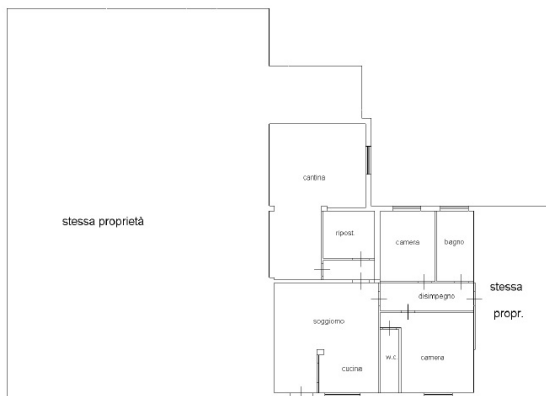 cantina
stessa proprietà
ripost.
camera
bagno
stessa
propr.
disimpegno
soggiorno
cucina
w.c.
camera